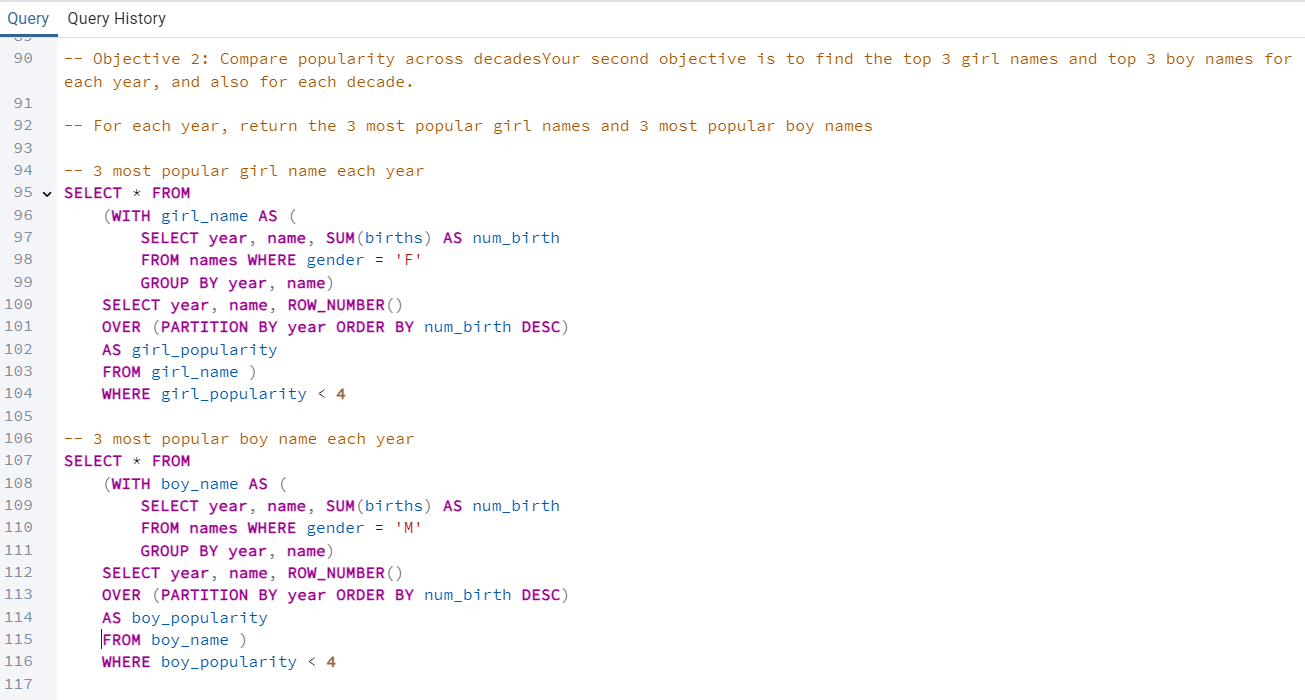 Query Query History
89
90 -- Objective 2: Compare popularity across decadesYour second objective is to find the top 3 girl names and top 3 boy names for
each year, and also for each decade.
91
92 -- For each year, return the 3 most popular girl names and 3 most popular boy names
93
94 -- 3 most popular girl name each year
95 SELECT * FROM
96 (WITH girl_name AS (
97 SELECT year, name, SUM(births) AS num_birth
98 FROM names WHERE gender = 'F'
99 GROUP BY year, name)
100 SELECT year, name, ROW_NUMBER()
101 OVER (PARTITION BY year ORDER BY num_birth DESC)
102 AS girl_popularity
103 FROM girl_name )
104 WHERE girl_popularity < 4
105
106 -- 3 most popular boy name each year
107 SELECT * FROM
108 (WITH boy_name AS (
109 SELECT year, name, SUM(births) AS num_birth
110 FROM names WHERE gender = 'M'
111 GROUP BY year, name)
112 SELECT year, name, ROW_NUMBER()
113 OVER (PARTITION BY year ORDER BY num_birth DESC)
114 AS boy_popularity
115 FROM boy_name )
116 WHERE boy_popularity < 4
117